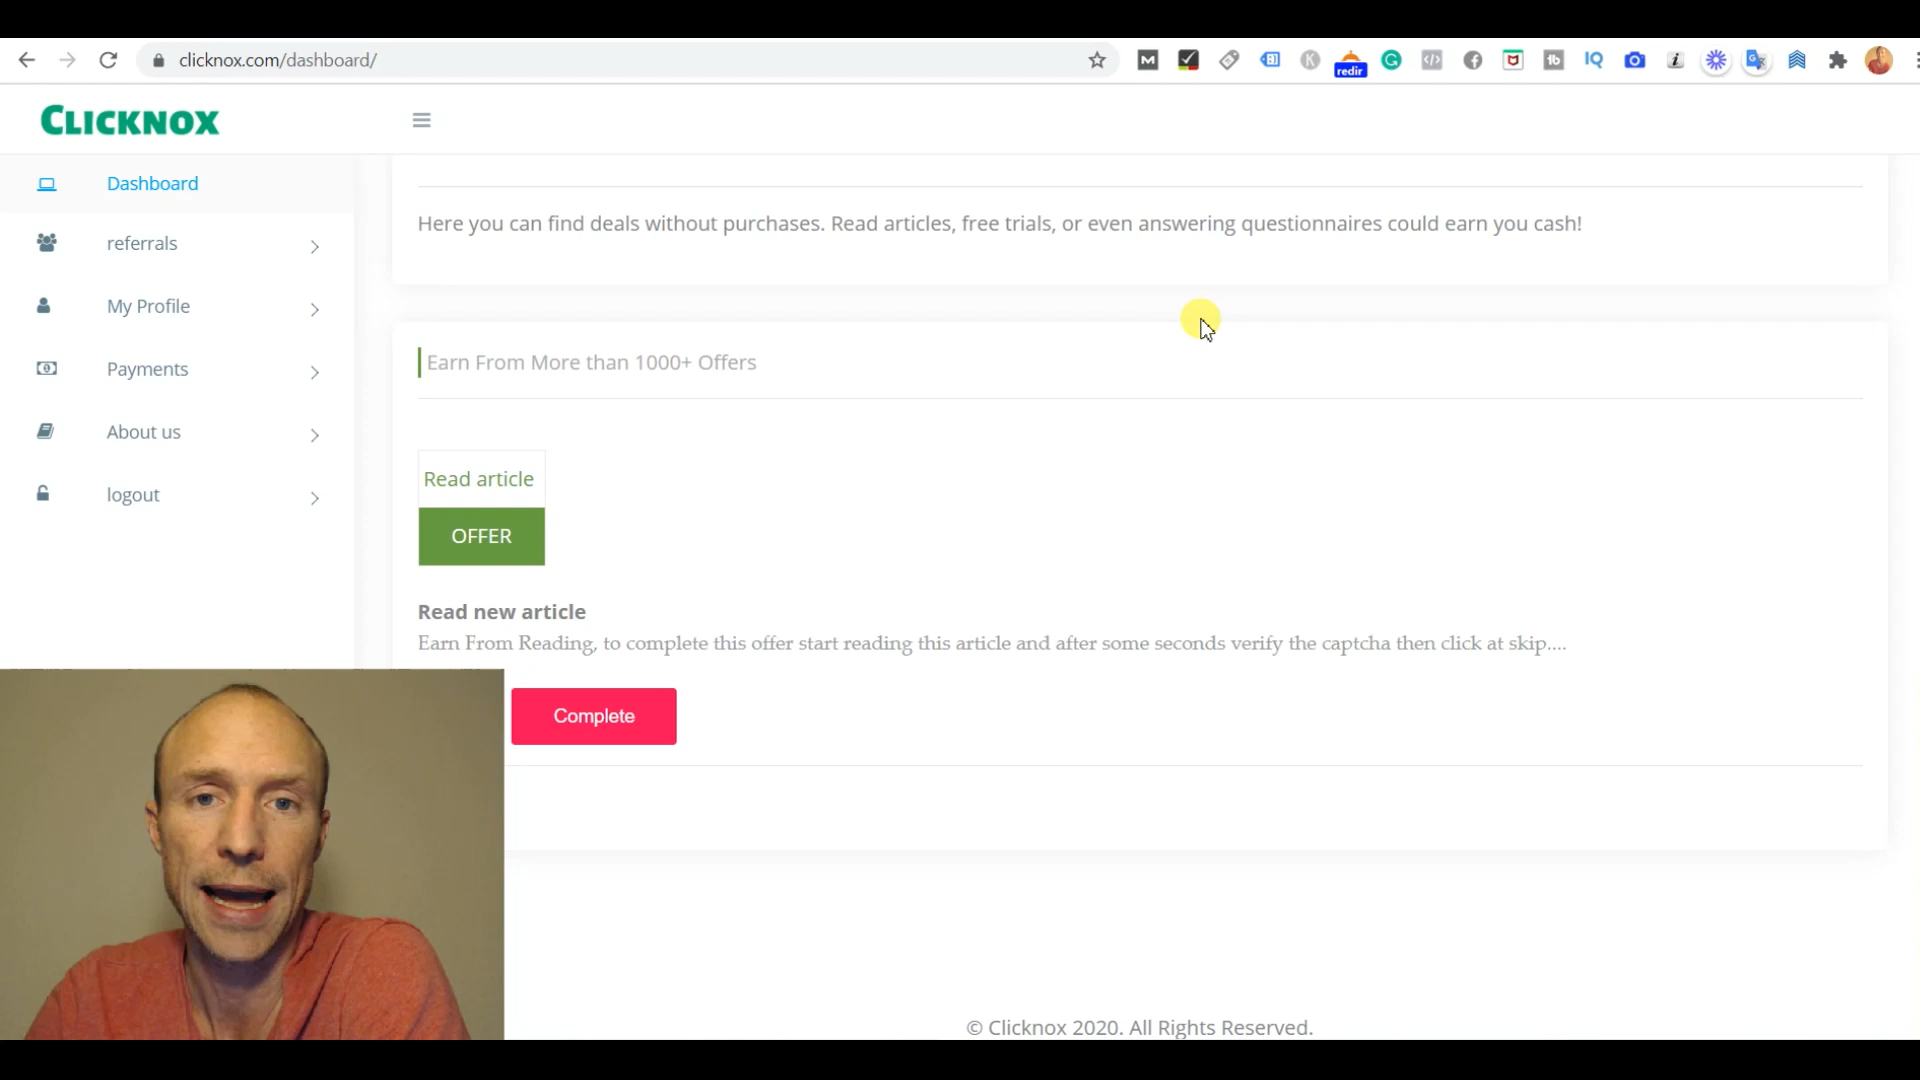 clicknox.com/dashboard/
redir
IQ
CLICKNOX
Dashboard
referrals
My Profile
Payments
About us
logout
Here you can find deals without purchases. Read articles, free trials, or even answering questionnaires could earn you cash!
Earn From More than 1000+ Offers
Read article
OFFER
Read new article
Earn From Reading, to complete this offer start reading this article and after some seconds verify the captcha then click at skip....
Complete
© Clicknox 2020. All Rights Reserved.